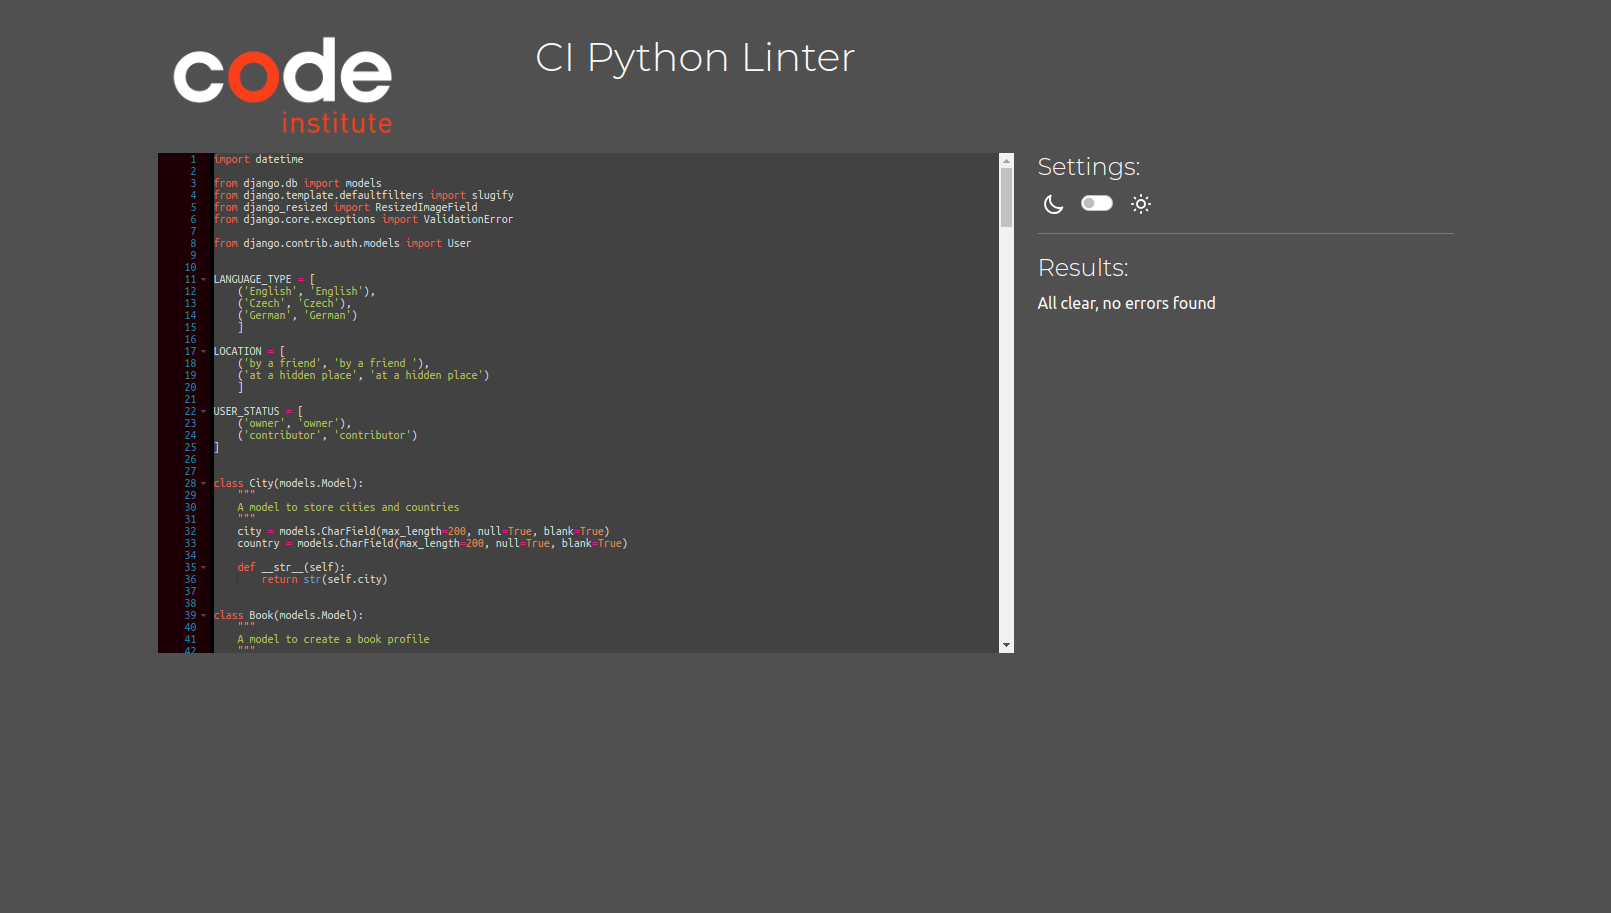 code
institute
CI Python Linter
1 import datetime
2
3 from django.db import models
4 from django.template.defaultfilters import slugify
5 from django_resized import ResizedImageField
6 from django.core.exceptions import ValidationError
7
8 from django.contrib.auth.models import User
9
10
11 LANGUAGE_TYPE = [
12     ('English', 'English'),
13     ('Czech', 'Czech'),
14     ('German', 'German')
15     ]
16
17 LOCATION = [
18     ('by a friend', 'by a friend '),
19     ('at a hidden place', 'at a hidden place')
20     ]
21
22 USER_STATUS = [
23     ('owner', 'owner'),
24     ('contributor', 'contributor')
25 ]
26
27
28 class City(models.Model):
29     """
30     A model to store cities and countries
31     """
32     city = models.CharField(max_length=200, null=True, blank=True)
33     country = models.CharField(max_length=200, null=True, blank=True)
34
35     def __str__(self):
36         return str(self.city)
37
38
39 class Book(models.Model):
40     """
41     A model to create a book profile
42     """
Settings:
Results:
All clear, no errors found